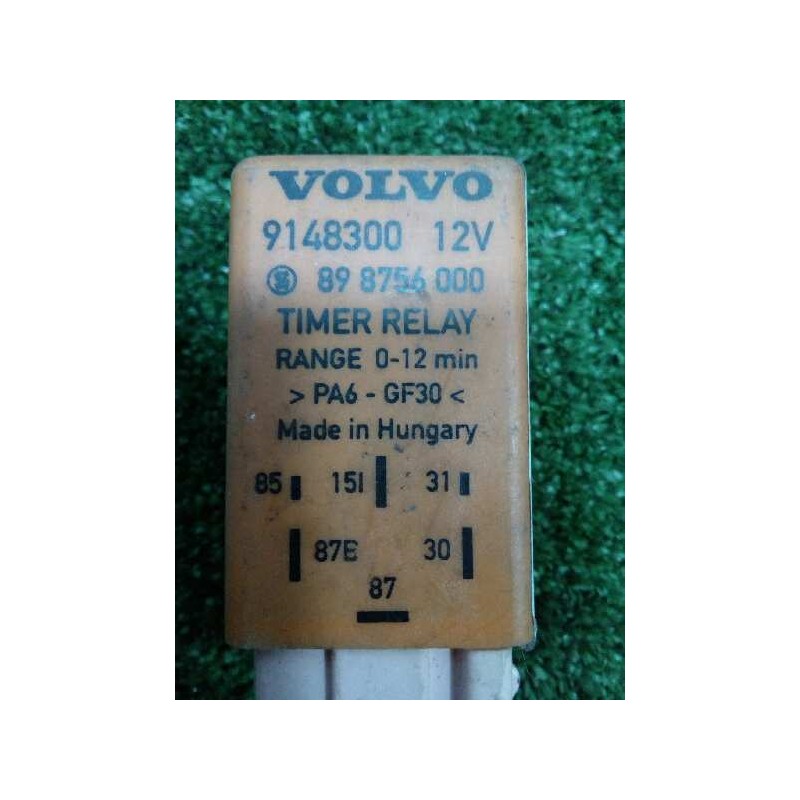 VOLVO
9148300 12V
89 8756 000
TIMER RELAY
RANGE 0-12 min
> PA6 - GF30 <
Made in Hungary
85 15I 31
87E 30
87